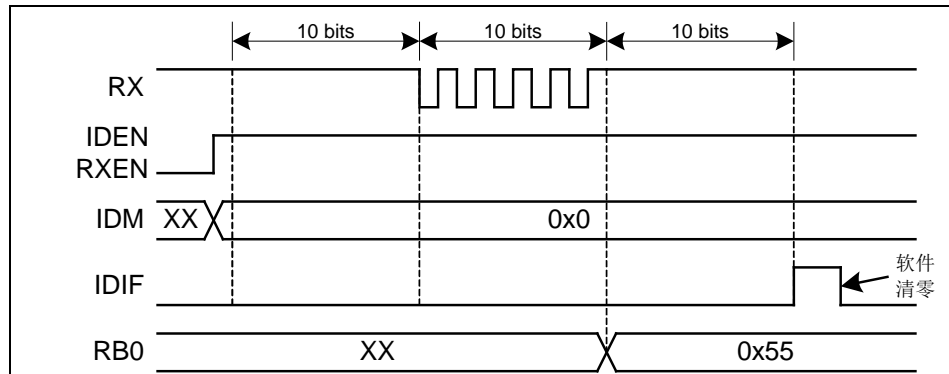 10 bits 10 bits 10 bits
RX
IDEN
RXEN
IDM XX 0x0
IDIF
软件
清零
RB0 XX 0x55